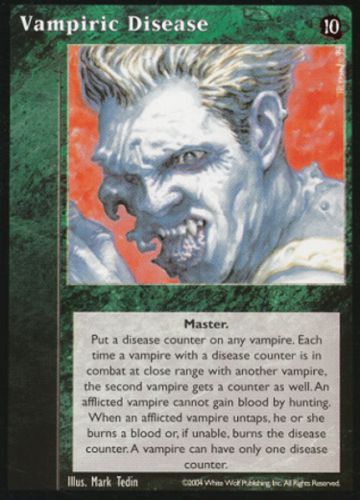 Vampiric Disease
10
Master.
Put a disease counter on any vampire. Each
time a vampire with a disease counter is in
combat at close range with another vampire,
the second vampire gets a counter as well. An
afflicted vampire cannot gain blood by hunting.
When an afflicted vampire untaps, he or she
burns a blood or, if unable, burns the disease
counter. A vampire can have only one disease
counter.
Illus. Mark Tedin
©2004 White Wolf Publishing, Inc. All Rights Reserved.